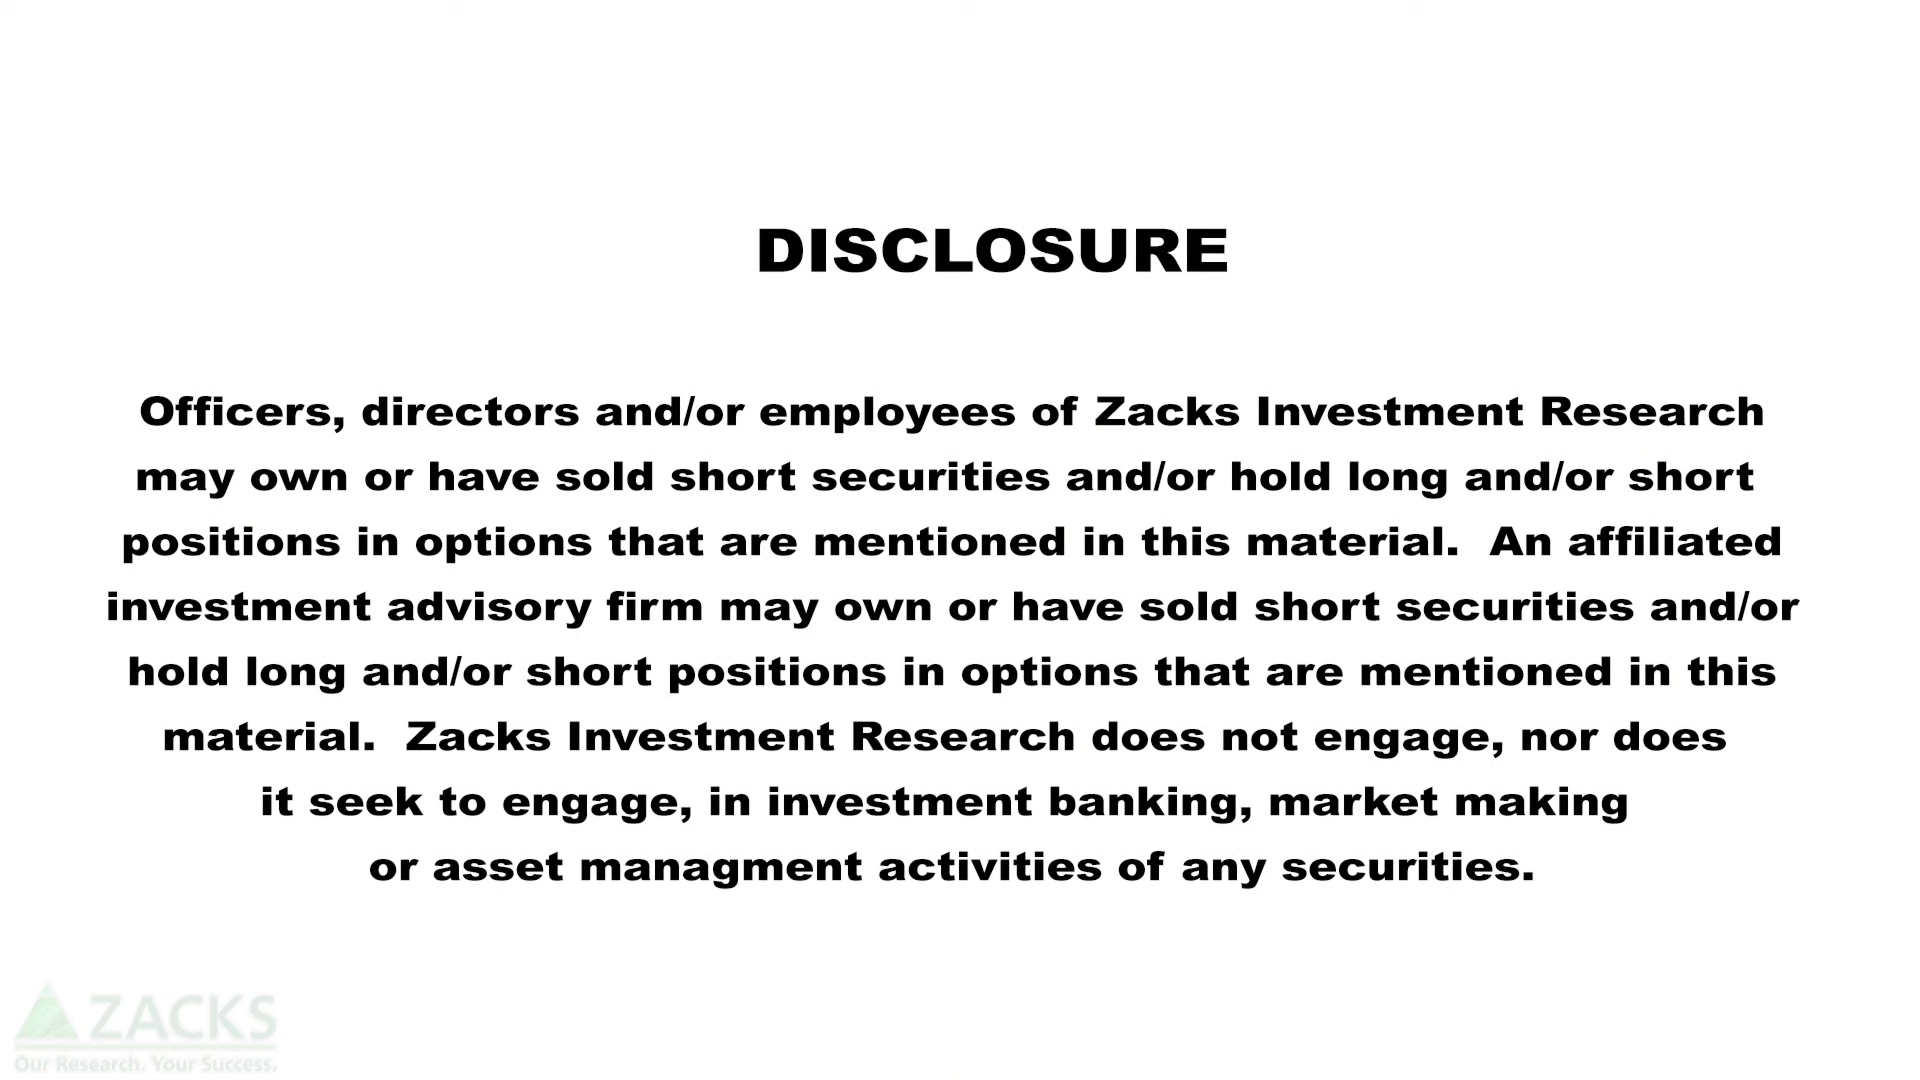 DISCLOSURE
Officers, directors and/or employees of Zacks Investment Research
may own or have sold short securities and/or hold long and/or short
positions in options that are mentioned in this material.  An affiliated
investment advisory firm may own or have sold short securities and/or
hold long and/or short positions in options that are mentioned in this
material.  Zacks Investment Research does not engage, nor does
it seek to engage, in investment banking, market making
or asset managment activities of any securities.
ZACKS
Our Research. Your Success.